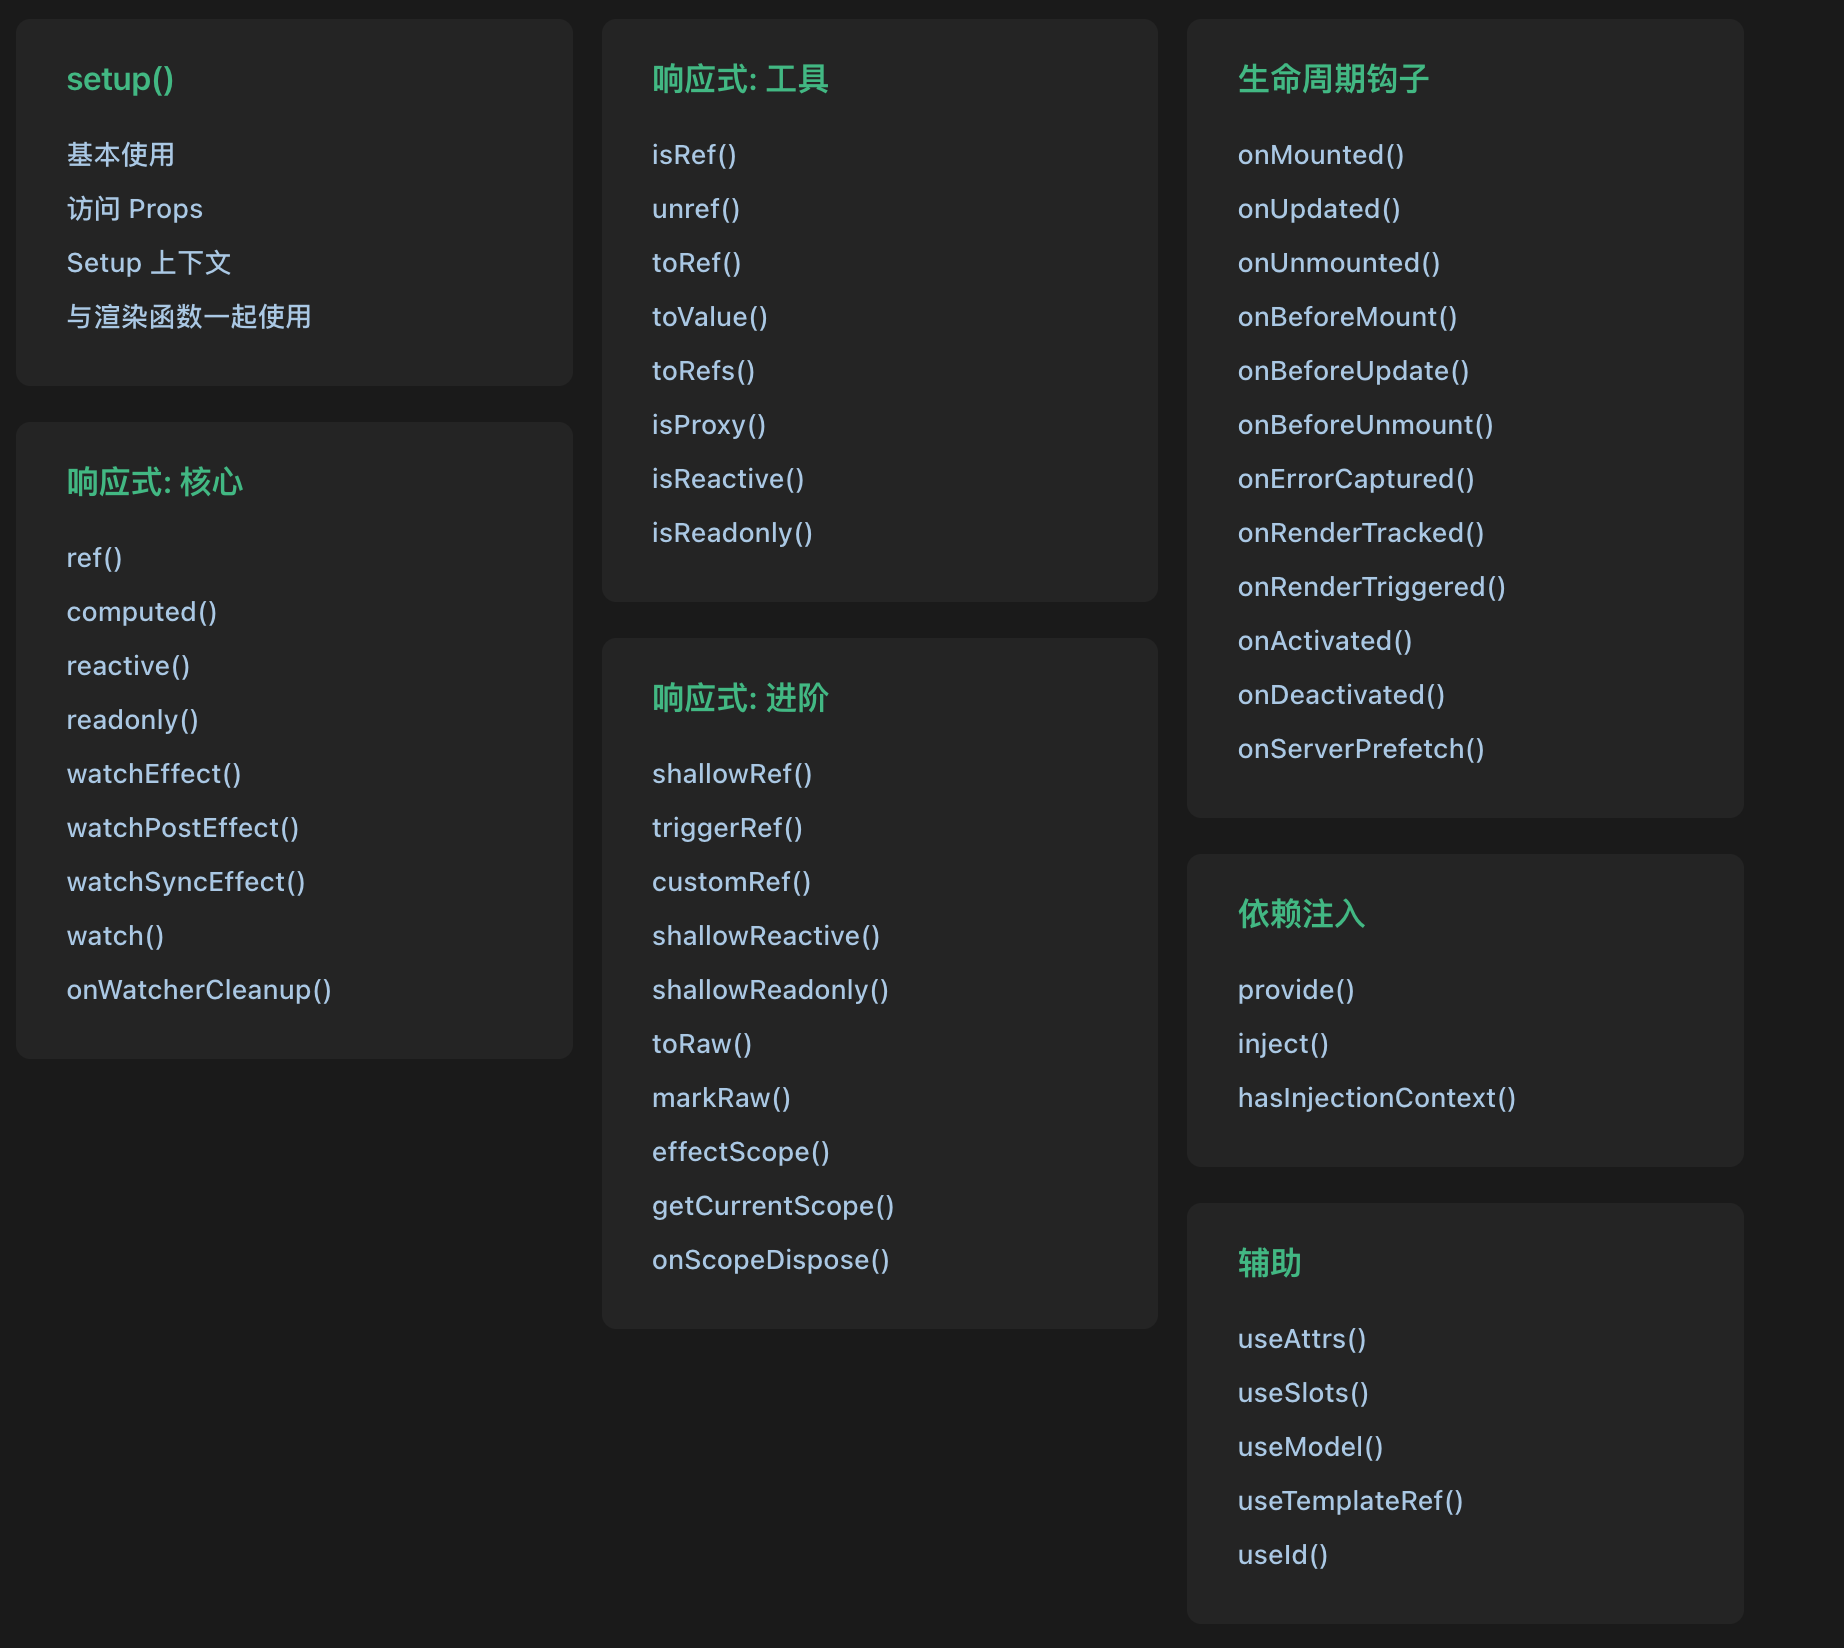 setup()
基本使用
访问 Props
Setup 上下文
与渲染函数一起使用
响应式: 核心
ref()
computed()
reactive()
readonly()
watchEffect()
watchPostEffect()
watchSyncEffect()
watch()
onWatcherCleanup()
响应式: 工具
isRef()
unref()
toRef()
toValue()
toRefs()
isProxy()
isReactive()
isReadonly()
响应式: 进阶
shallowRef()
triggerRef()
customRef()
shallowReactive()
shallowReadonly()
toRaw()
markRaw()
effectScope()
getCurrentScope()
onScopeDispose()
生命周期钩子
onMounted()
onUpdated()
onUnmounted()
onBeforeMount()
onBeforeUpdate()
onBeforeUnmount()
onErrorCaptured()
onRenderTracked()
onRenderTriggered()
onActivated()
onDeactivated()
onServerPrefetch()
依赖注入
provide()
inject()
hasInjectionContext()
辅助
useAttrs()
useSlots()
useModel()
useTemplateRef()
useId()